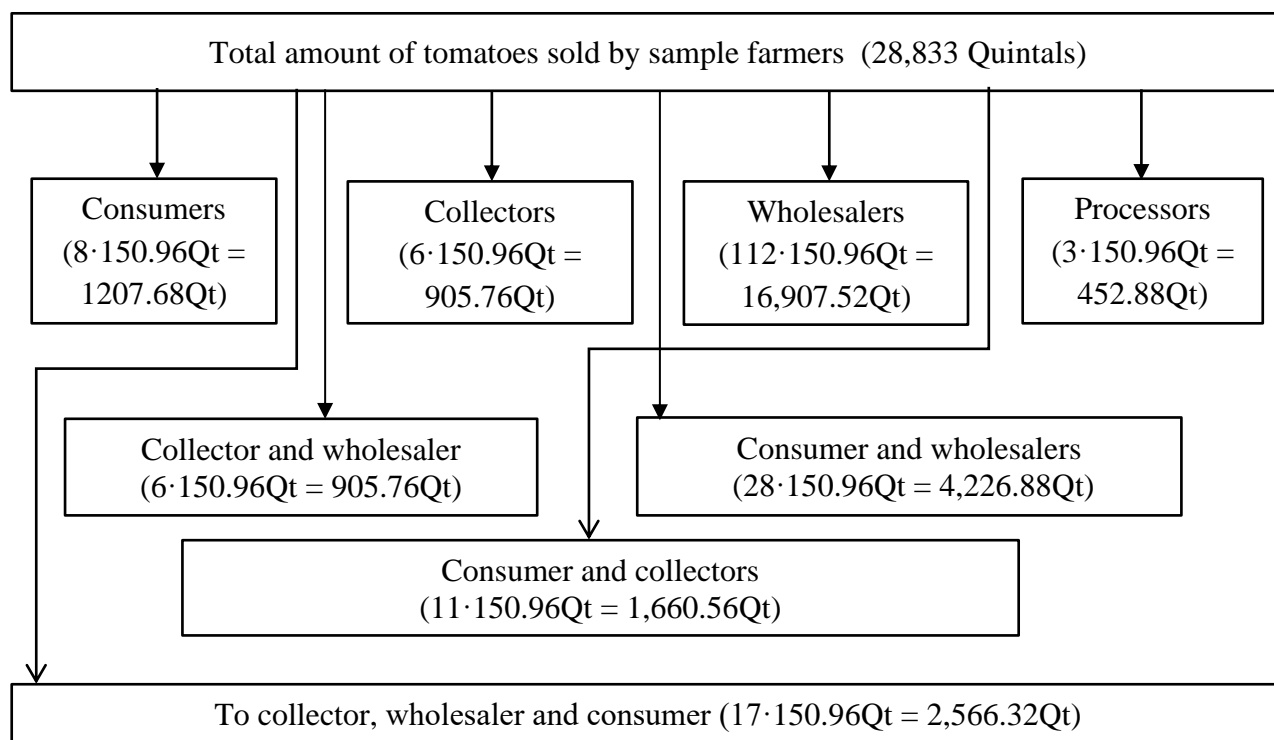 Total amount of tomatoes sold by sample farmers (28,833 Quintals)
Consumers
(8·150.96Qt =
1207.68Qt)
Collectors
(6·150.96Qt =
905.76Qt)
Wholesalers
(112·150.96Qt =
16,907.52Qt)
Processors
(3·150.96Qt =
452.88Qt)
Collector and wholesaler
(6·150.96Qt = 905.76Qt)
Consumer and wholesalers
(28·150.96Qt = 4,226.88Qt)
Consumer and collectors
(11·150.96Qt = 1,660.56Qt)
To collector, wholesaler and consumer (17·150.96Qt = 2,566.32Qt)